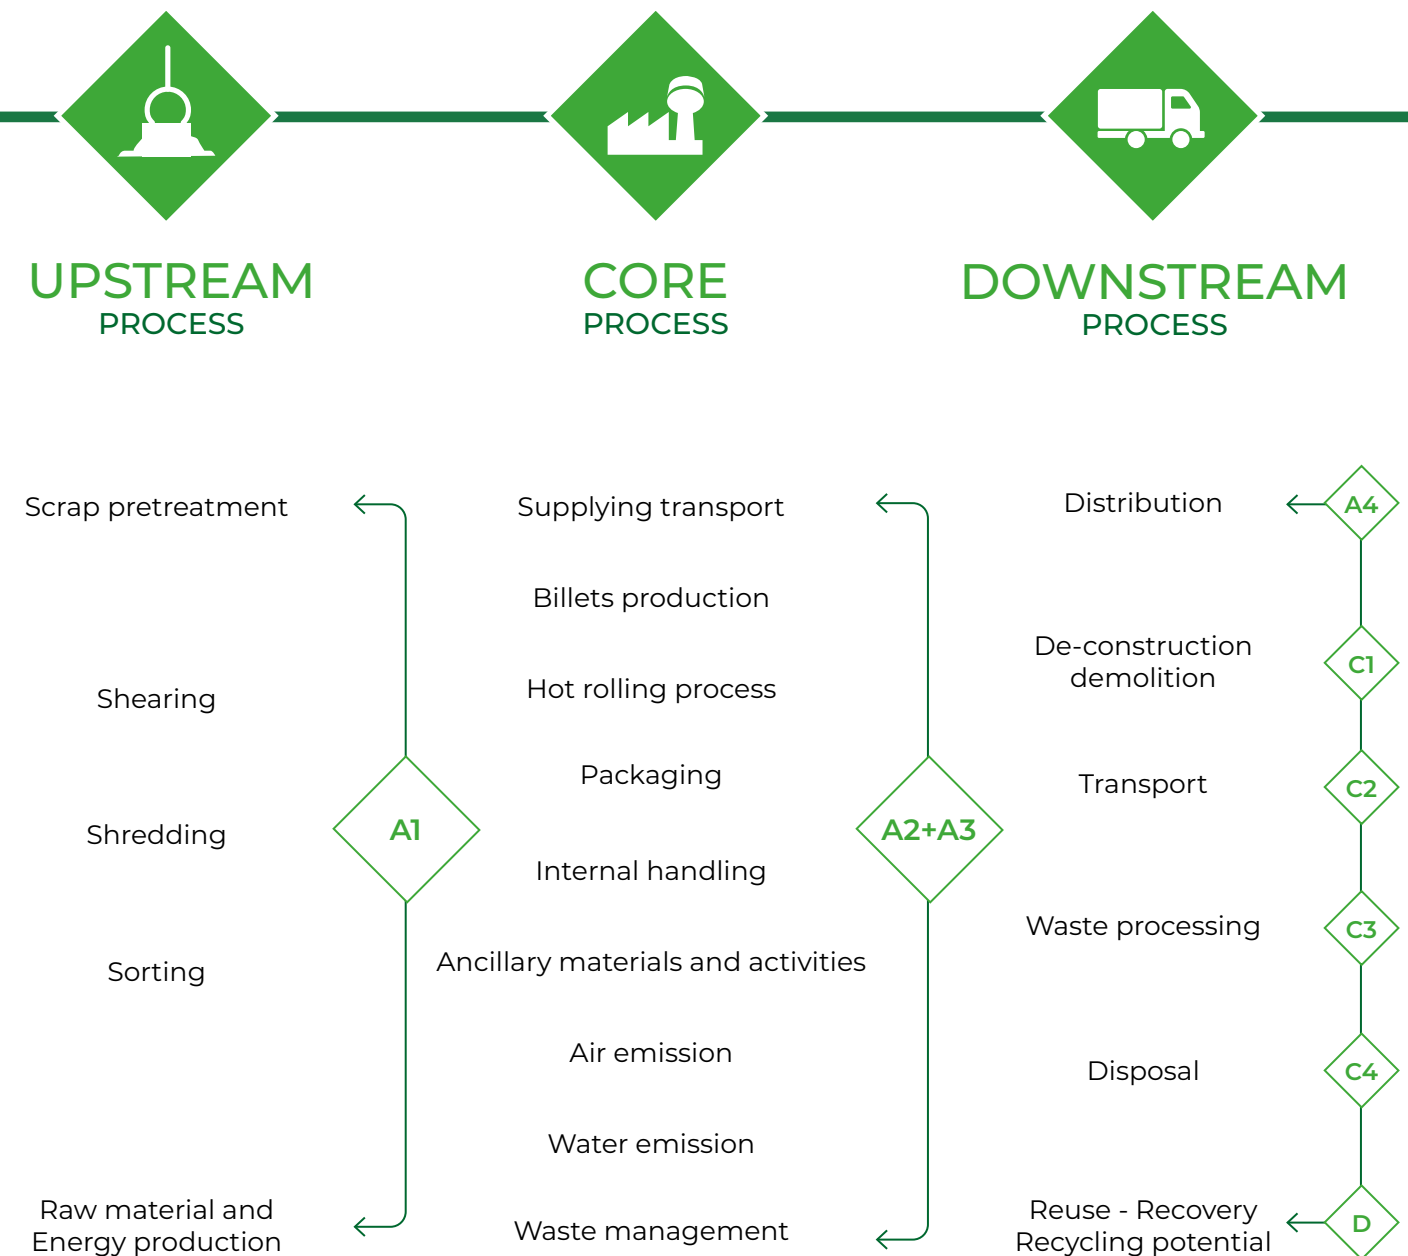 UPSTREAM
PROCESS
Scrap pretreatment
Shearing
Shredding
Sorting
Raw material and
Energy production
A1
CORE
PROCESS
Supplying transport
Billets production
Hot rolling process
Packaging
Internal handling
Ancillary materials and activities
Air emission
Water emission
Waste management
A2+A3
DOWNSTREAM
PROCESS
Distribution
A4
De-construction
demolition
C1
Transport
C2
Waste processing
C3
Disposal
C4
Reuse - Recovery
Recycling potential
D